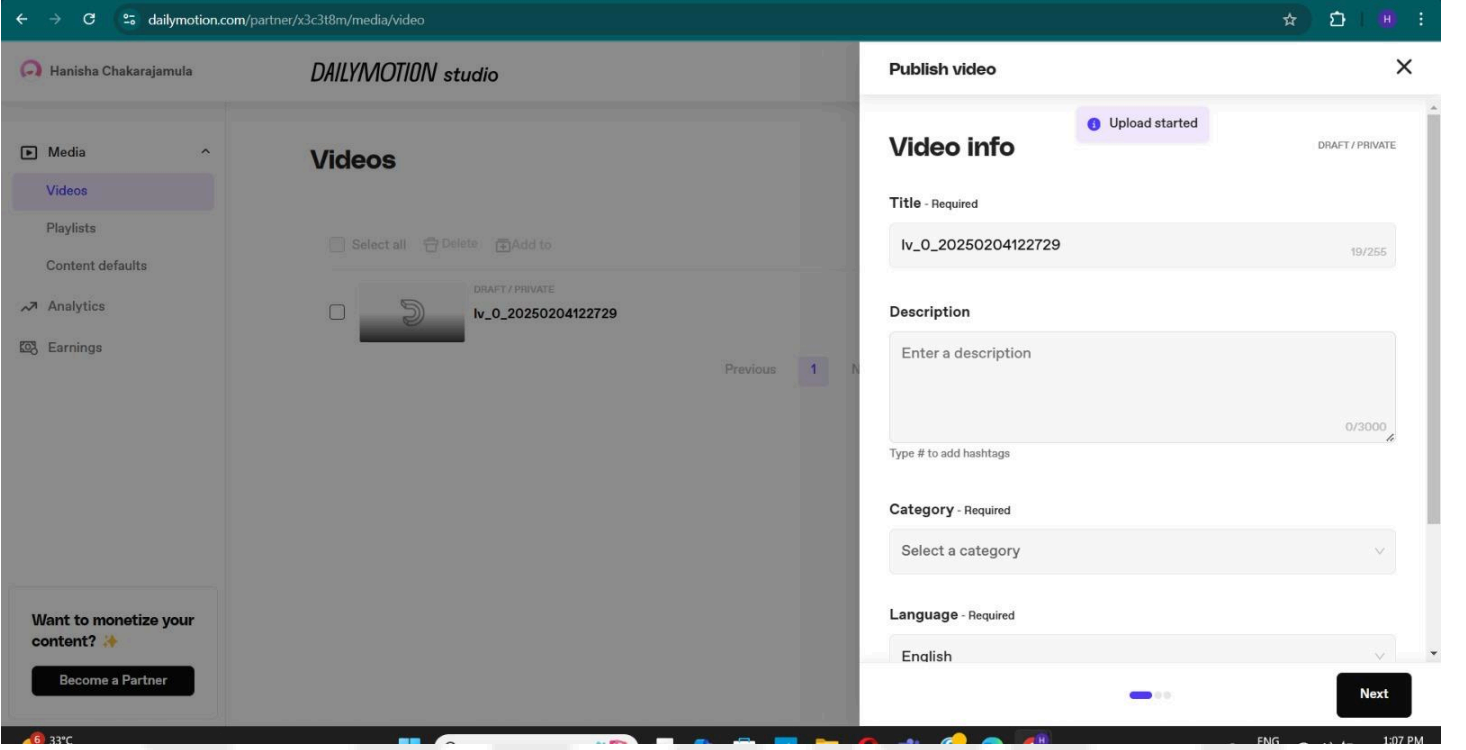 dailymotion.com/partner/x3c3t8m/media/video
H
Hanisha Chakarajamula
DAILYMOTION studio
Publish video
Upload started
Video info
DRAFT / PRIVATE
Media
Videos
Playlists
Content defaults
Analytics
Earnings
Videos
Select all Delete Add to
DRAFT / PRIVATE
lv_0_20250204122729
Previous 1 N
Title - Required
lv_0_20250204122729
19/255
Description
Enter a description
0/3000
Type # to add hashtags
Category - Required
Select a category
Language - Required
English
Want to monetize your
content?
Become a Partner
Next
6 33°C
H
ENG
1:07 PM